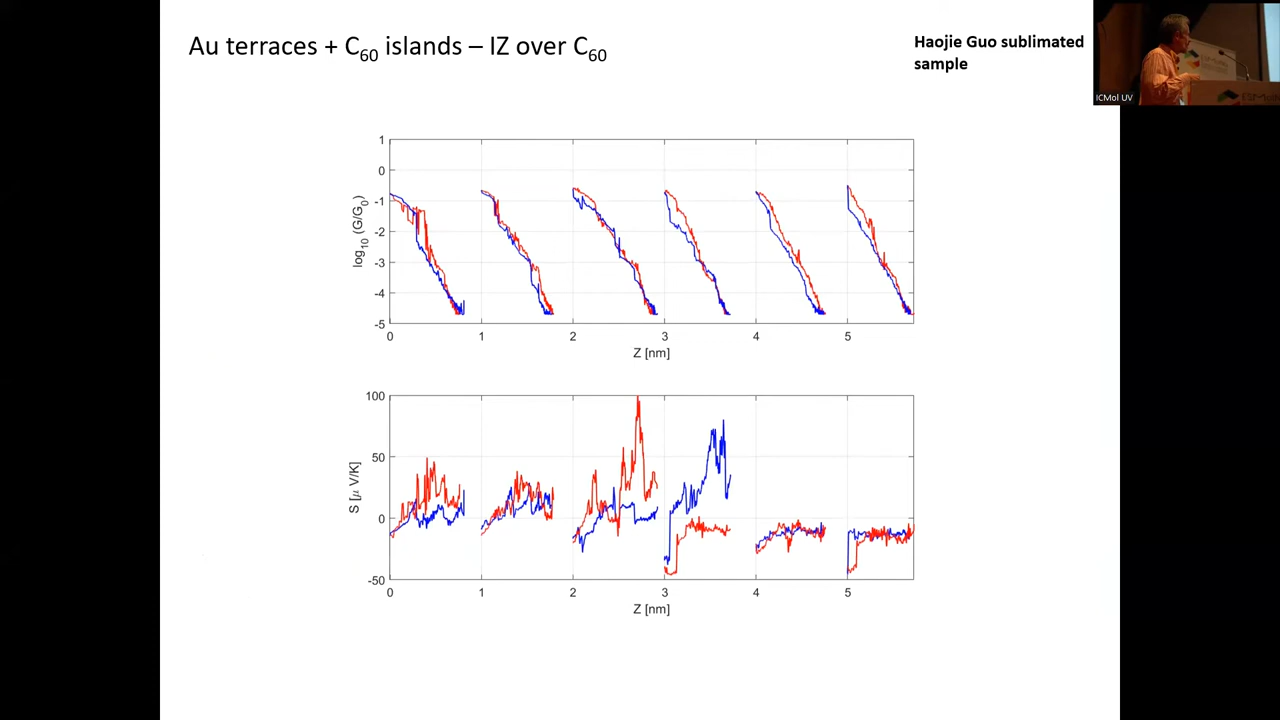 Au terraces + C60 islands – IZ over C60
Haojie Guo sublimated
sample
ICMol UV
1
0
-1
-2
-3
-4
-5
log10 (G/G0)
0 1 2 3 4 5
Z [nm]
100
50
0
-50
S [μ V/K]
0 1 2 3 4 5
Z [nm]